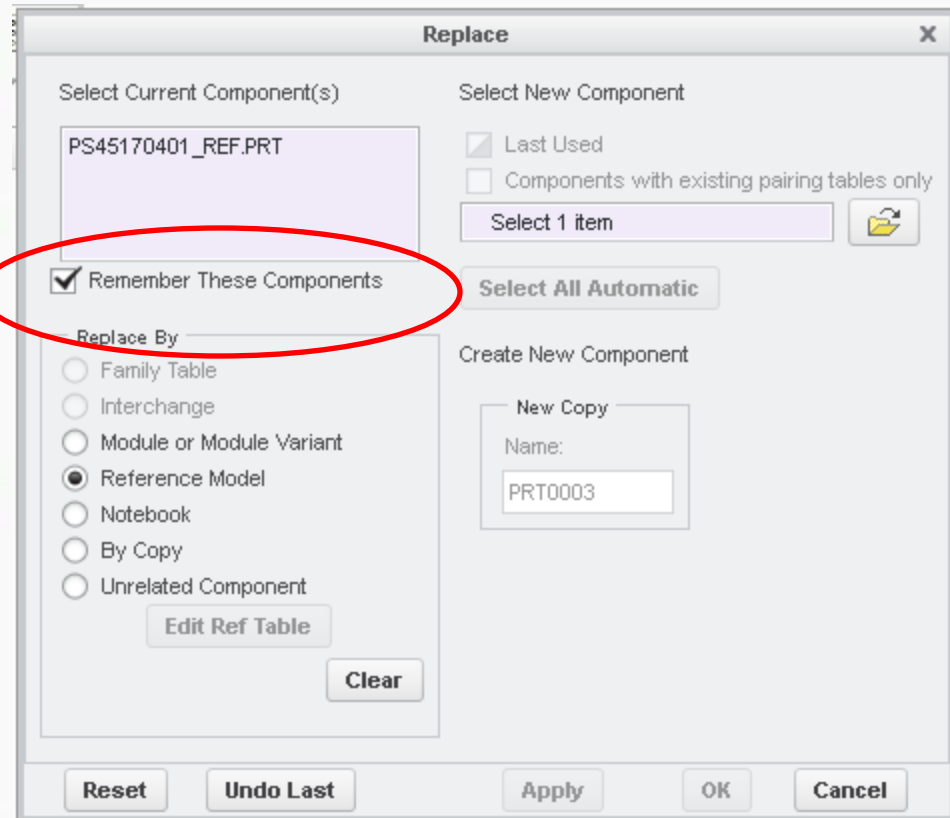 Replace
Select Current Component(s)
PS45170401_REF.PRT
Remember These Components
Replace By
Family Table
Interchange
Module or Module Variant
Reference Model
Notebook
By Copy
Unrelated Component
Edit Ref Table
Clear
Select New Component
Last Used
Components with existing pairing tables only
Select 1 item
Select All Automatic
Create New Component
New Copy
Name:
PRT0003
Reset
Undo Last
Apply
OK
Cancel